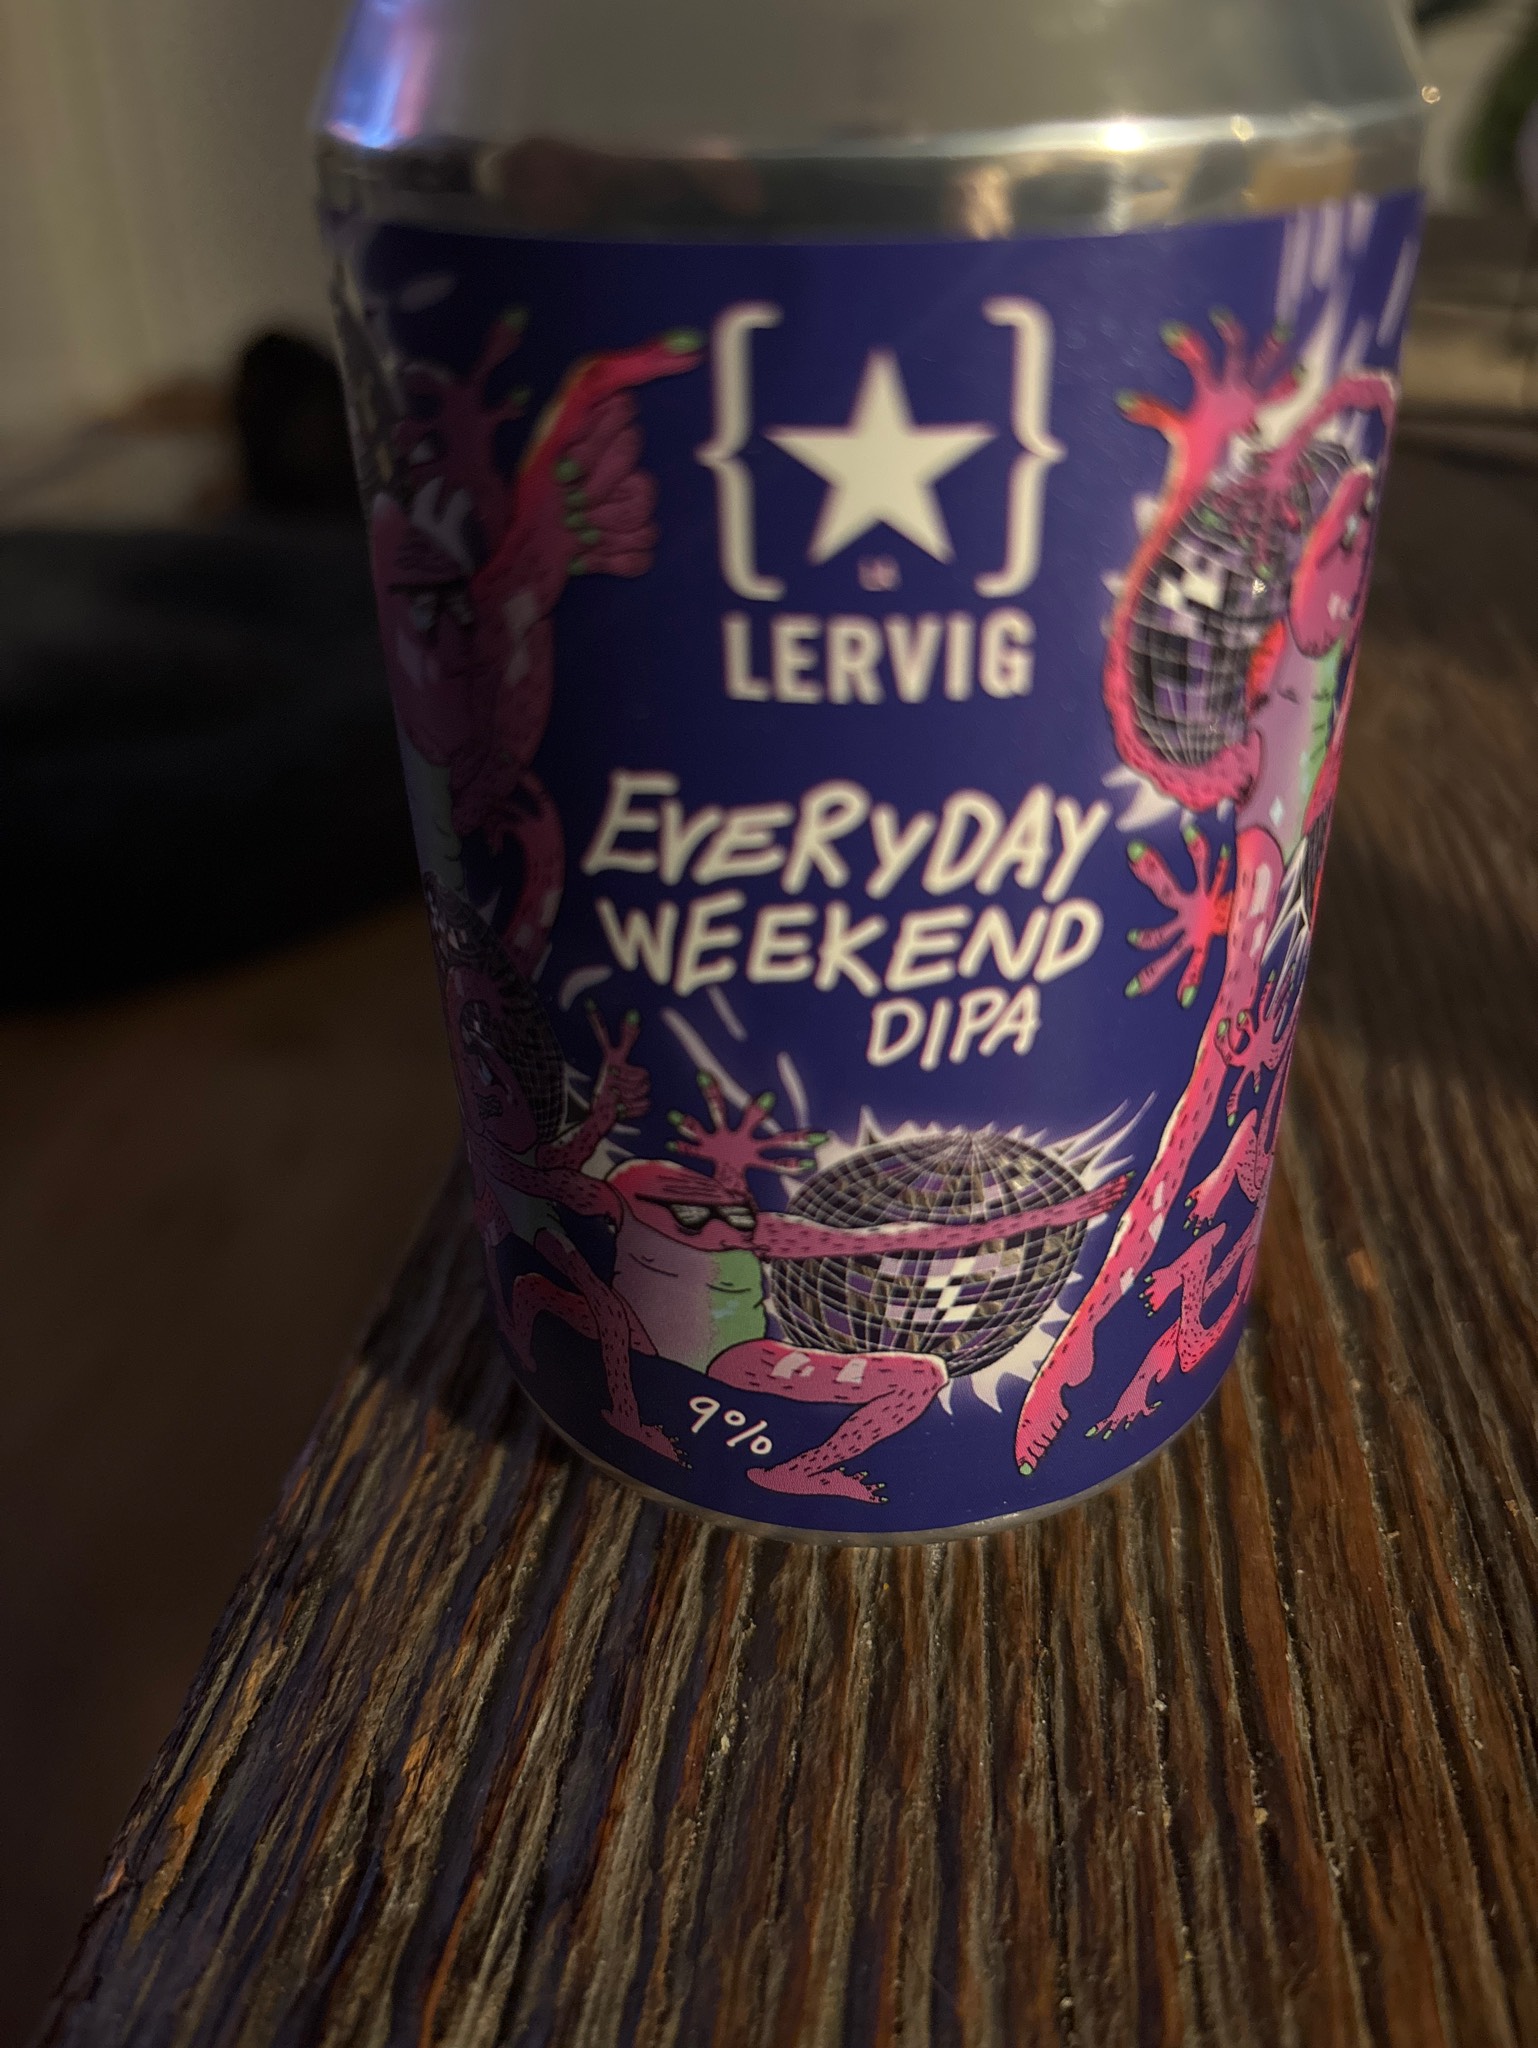 LERVIG
EVERYDAY
WEEKEND
DIPA
9%